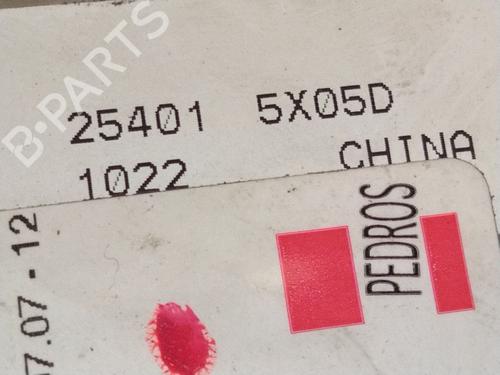 B-PARTS
25401 5X05D
1022 CHINA
7.07 - 12
PEDROS